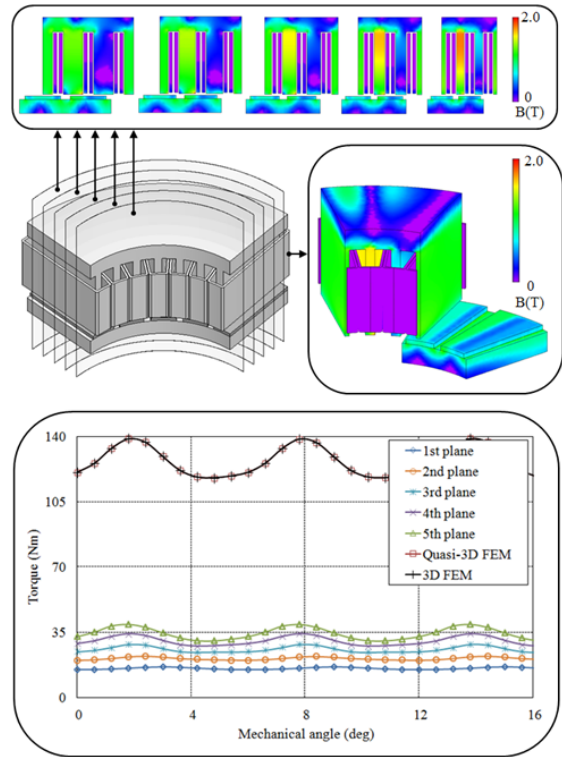 2.0
0
B(T)
2.0
0
B(T)
140
105
70
35
0
Torque (Nm)
1st plane
2nd plane
3rd plane
4th plane
5th plane
Quasi-3D FEM
3D FEM
0 4 8 12 16
Mechanical angle (deg)